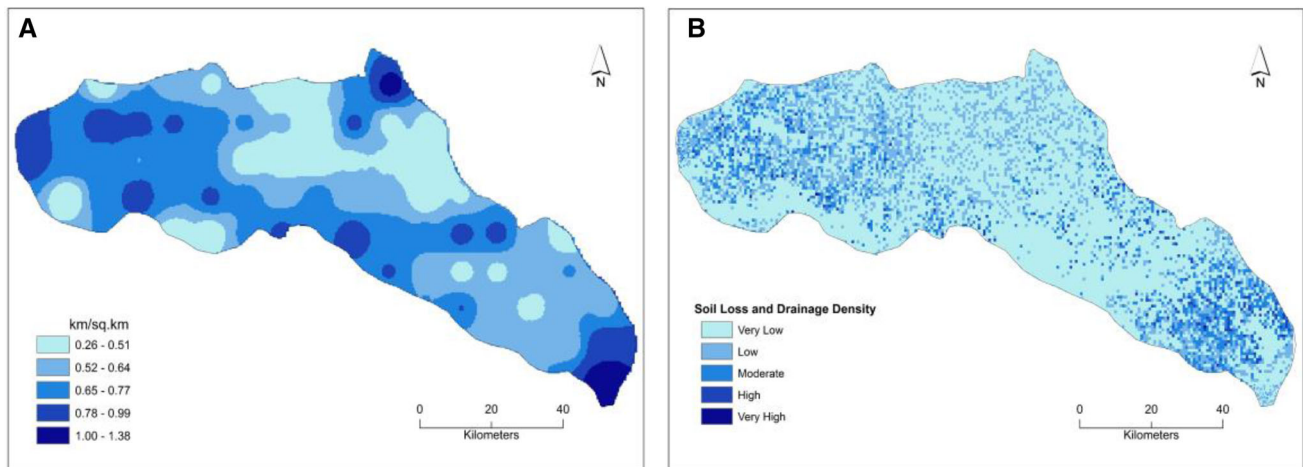 A
N
km/sq.km
0.26 - 0.51
0.52 - 0.64
0.65 - 0.77
0.78 - 0.99
1.00 - 1.38
0 20 40
Kilometers
B
N
Soil Loss and Drainage Density
Very Low
Low
Moderate
High
Very High
0 20 40
Kilometers